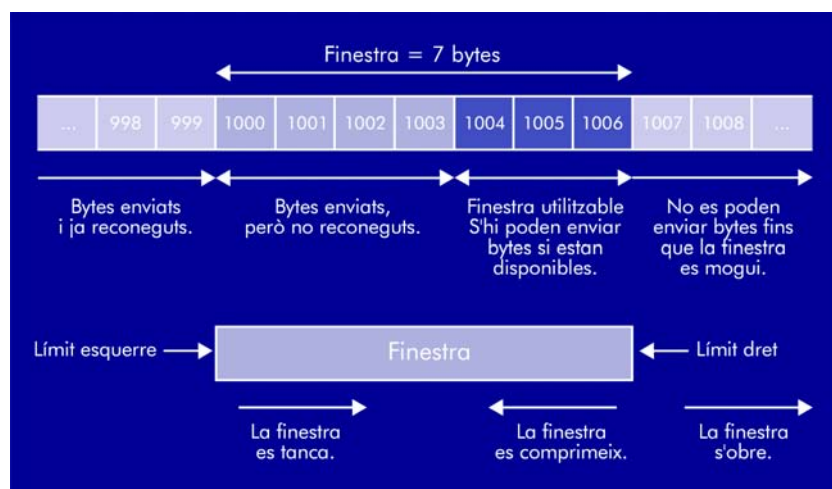 Finestra = 7 bytes
... 998 999 1000 1001 1002 1003 1004 1005 1006 1007 1008 ...
Bytes enviats
i ja reconeguts.
Bytes enviats,
però no reconeguts.
Finestra utilitzable
S'hi poden enviar
bytes si estan
disponibles.
No es poden
enviar bytes fins
que la finestra
es mogui.
Límit esquerre
Finestra
Límit dret
La finestra
es tanca.
La finestra
es comprimeix.
La finestra
s'obre.